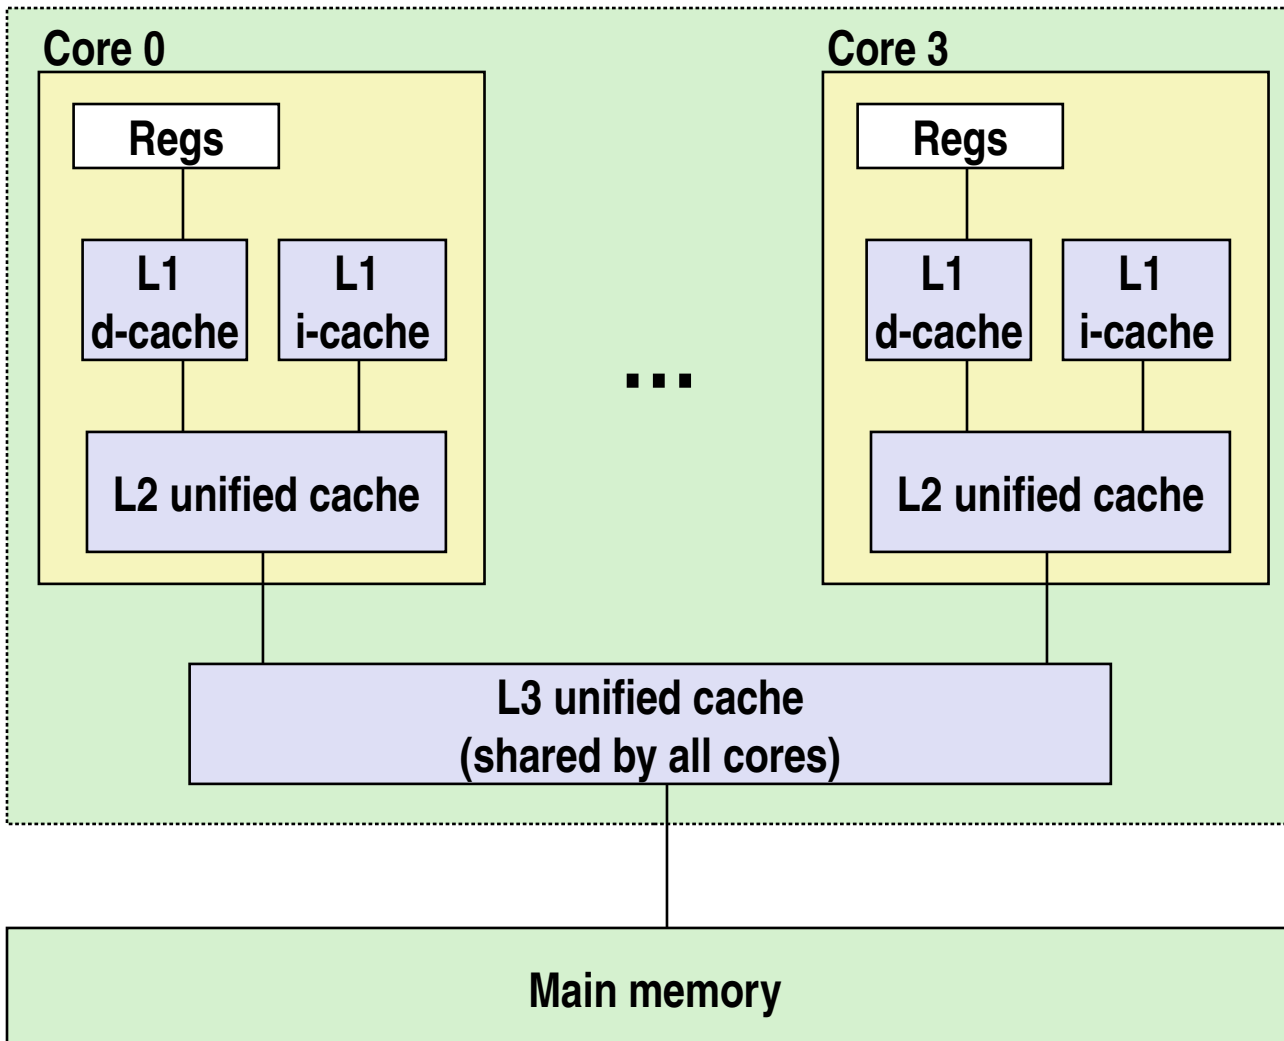 Core 0
Regs
L1
d-cache
L1
i-cache
L2 unified cache
...
Core 3
Regs
L1
d-cache
L1
i-cache
L2 unified cache
L3 unified cache
(shared by all cores)
Main memory